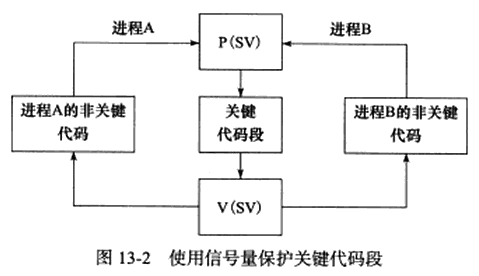 进程A
进程B
P(SV)
进程A的非关键
代码
关键
代码段
进程B的非关键
代码
V(SV)
图 13-2 使用信号量保护关键代码段